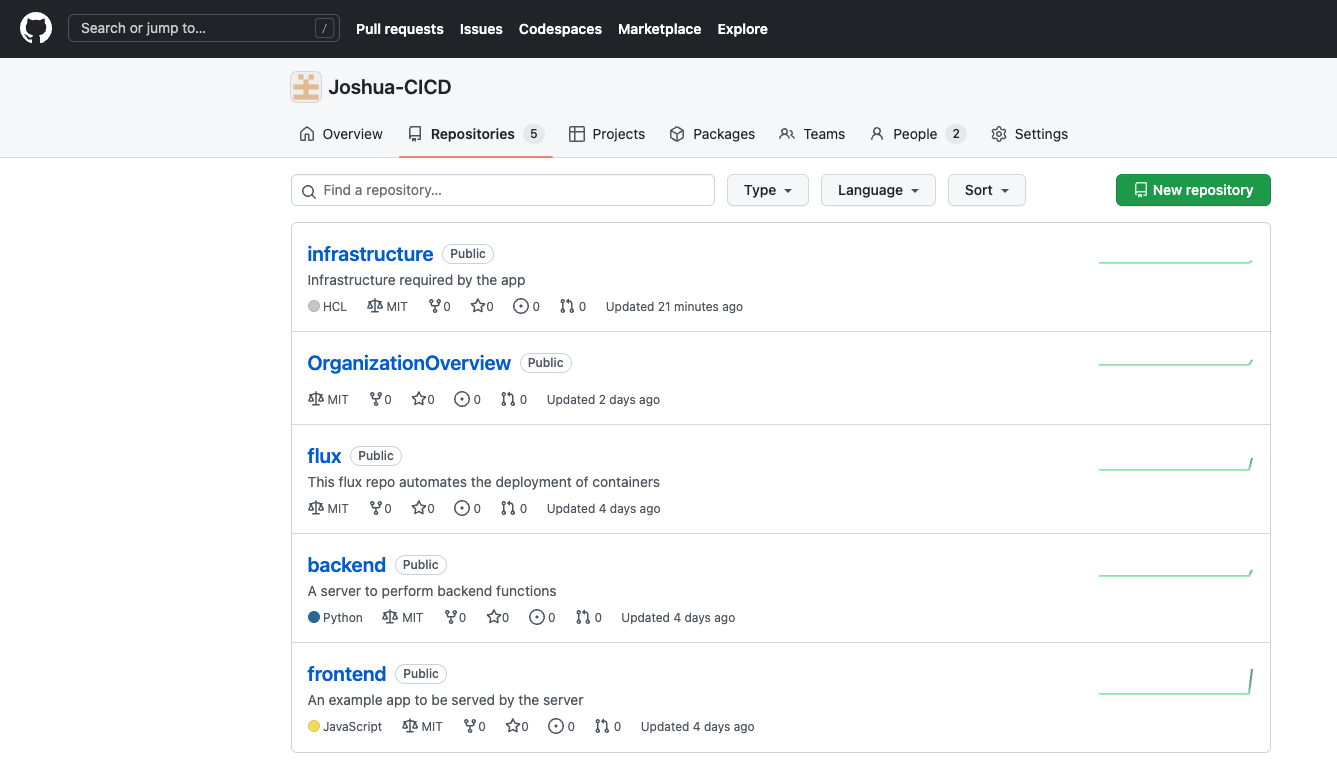 Search or jump to... / Pull requests Issues Codespaces Marketplace Explore
Joshua-CICD
Overview Repositories 5 Projects Packages Teams People 2 Settings
Find a repository... Type Language Sort New repository
infrastructure Public
Infrastructure required by the app
HCL MIT 0 0 0 0 Updated 21 minutes ago
OrganizationOverview Public
MIT 0 0 0 0 Updated 2 days ago
flux Public
This flux repo automates the deployment of containers
MIT 0 0 0 0 Updated 4 days ago
backend Public
A server to perform backend functions
Python MIT 0 0 0 0 Updated 4 days ago
frontend Public
An example app to be served by the server
JavaScript MIT 0 0 0 0 Updated 4 days ago